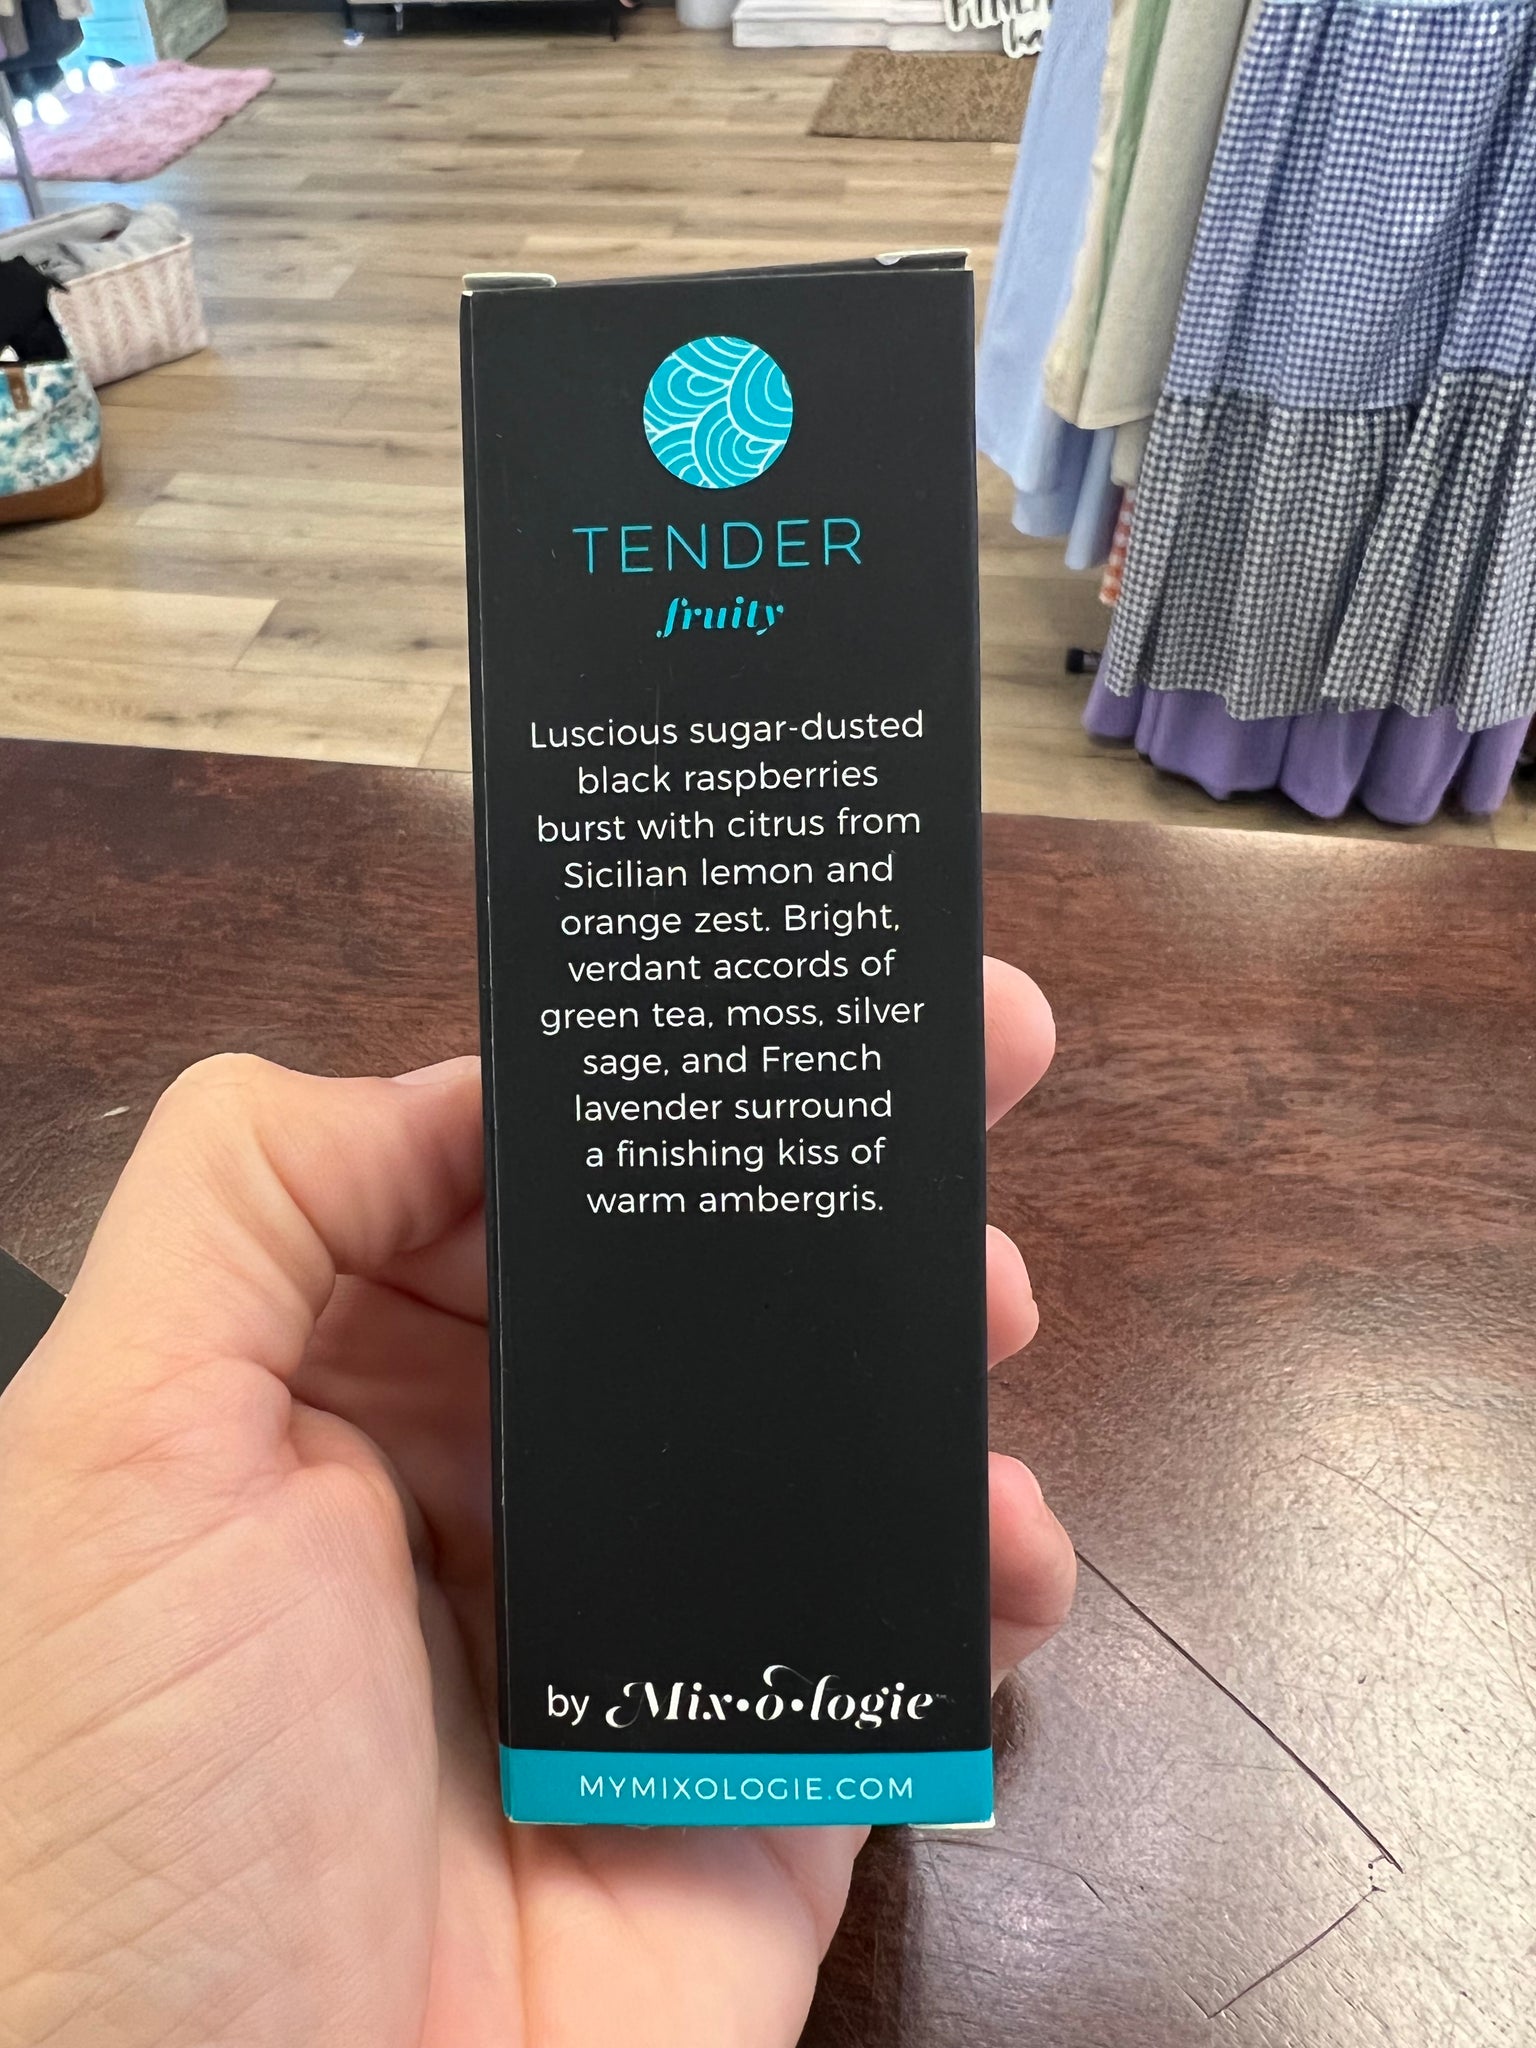 TENDER
fruity
Luscious sugar-dusted
black raspberries
burst with citrus from
Sicilian lemon and
orange zest. Bright,
verdant accords of
green tea, moss, silver
sage, and French
lavender surround
a finishing kiss of
warm ambergris.
by Mix•o•logie
MYMIXOLOGIE.COM